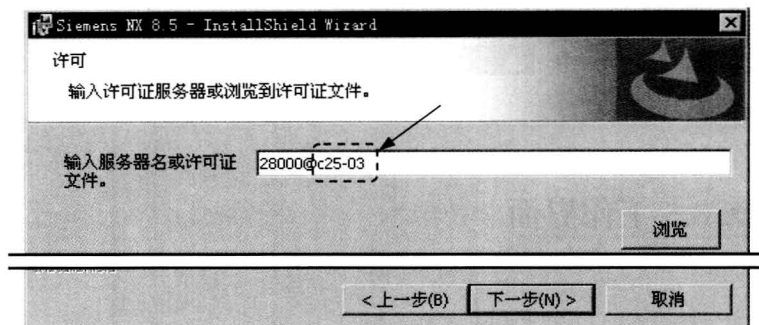 Siemens NX 8.5 - InstallShield Wizard
许可
输入许可证服务器或浏览到许可证文件。
输入服务器名或许可证
文件。
28000@c25-03
浏览
InstallShield
<上一步(B)
下一步(N) >
取消